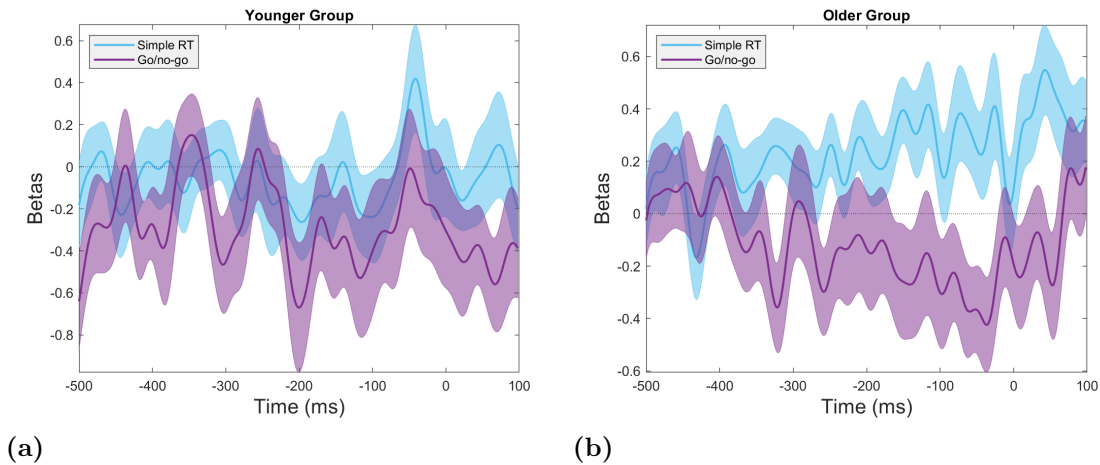 Younger Group
Simple RT
Go/no-go
0.6
0.4
0.2
0
-0.2
-0.4
-0.6
-0.8
Betas
-500
-400
-300
-200
-100
0
100
Time (ms)
(a)
Older Group
Simple RT
Go/no-go
0.6
0.4
0.2
0
-0.2
-0.4
-0.6
Betas
-500
-400
-300
-200
-100
0
100
Time (ms)
(b)